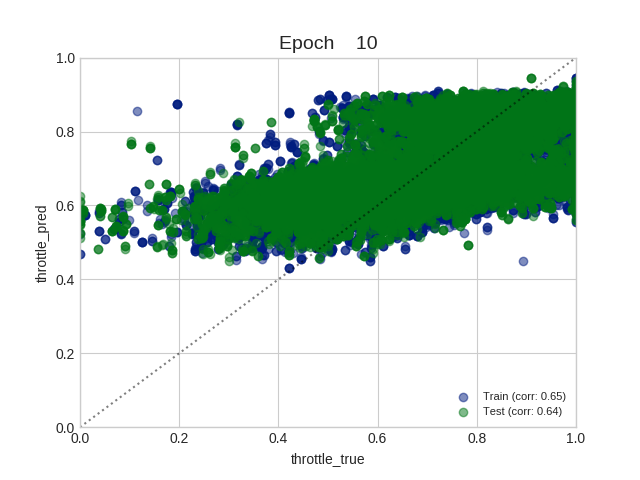 Epoch    10
1.0
0.8
0.6
0.4
0.2
0.0
throttle_pred
0.0 0.2 0.4 0.6 0.8 1.0
throttle_true
Train (corr: 0.65)
Test (corr: 0.64)